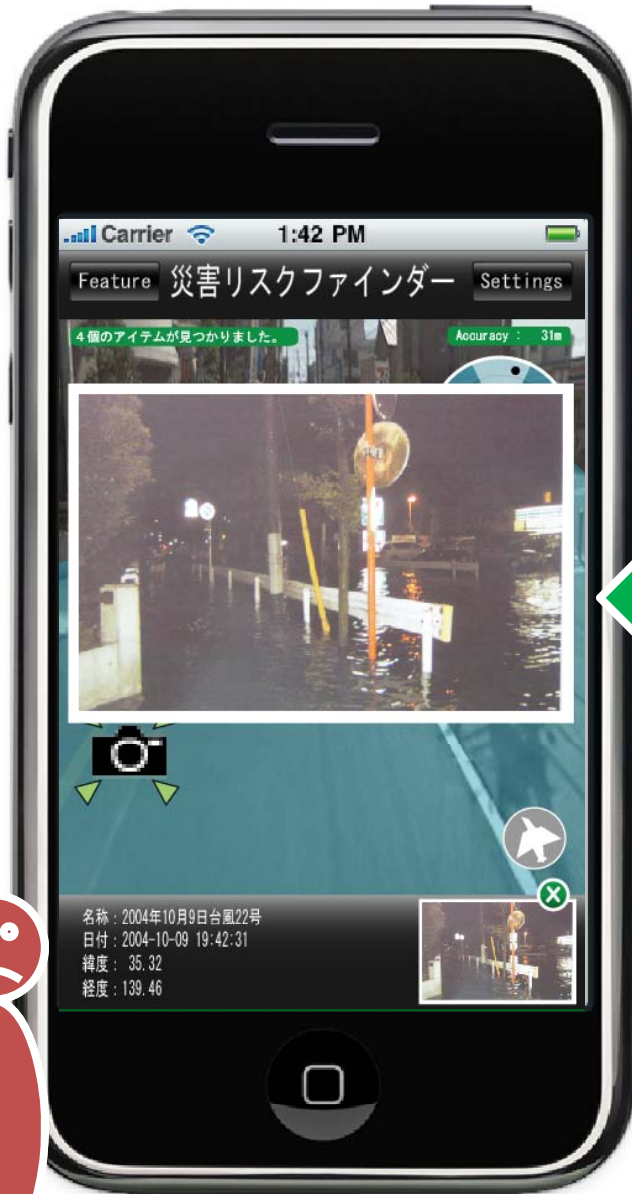 Carrier 1:42 PM
Feature 災害リスクファインダー Settings
4個のアイテムが見つかりました。 Accuracy : 31m
名称：2004年10月9日台風22号
日付：2004-10-09 19:42:31
緯度： 35.32
経度：139.46